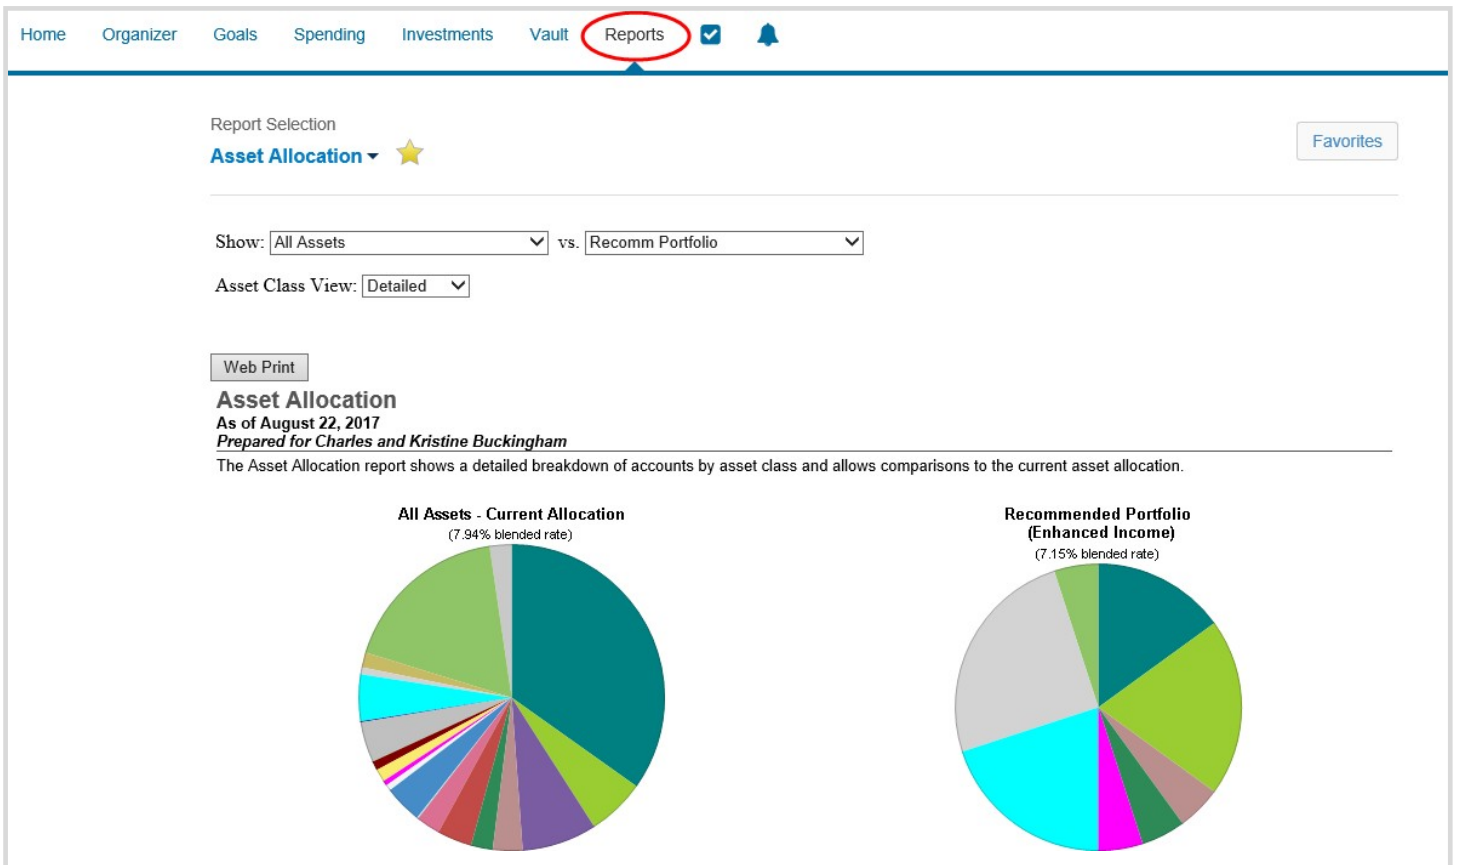 Home Organizer Goals Spending Investments Vault Reports
Report Selection
Asset Allocation
Favorites
Show: All Assets vs. Recomm Portfolio
Asset Class View: Detailed
Web Print
Asset Allocation
As of August 22, 2017
Prepared for Charles and Kristine Buckingham
The Asset Allocation report shows a detailed breakdown of accounts by asset class and allows comparisons to the current asset allocation.
All Assets - Current Allocation
(7.94% blended rate)
Recommended Portfolio
(Enhanced Income)
(7.15% blended rate)